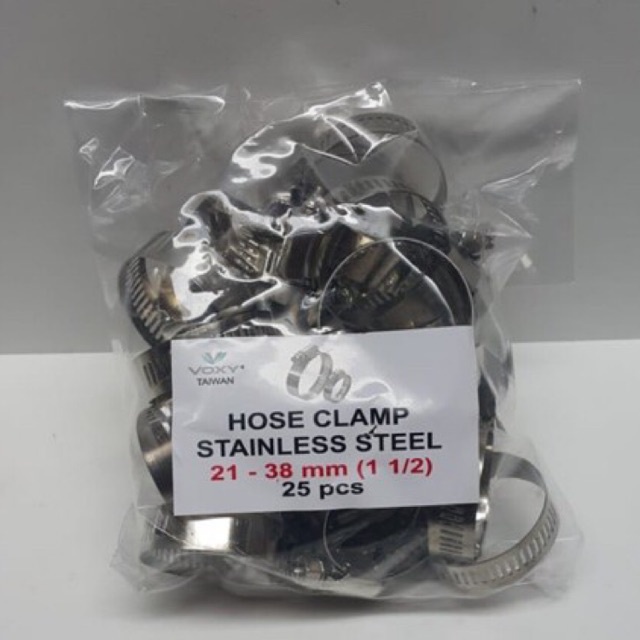 VOXY
TAIWAN
HOSE CLAMP
STAINLESS STEEL
21 - 38 mm (1 1/2)
25 pcs